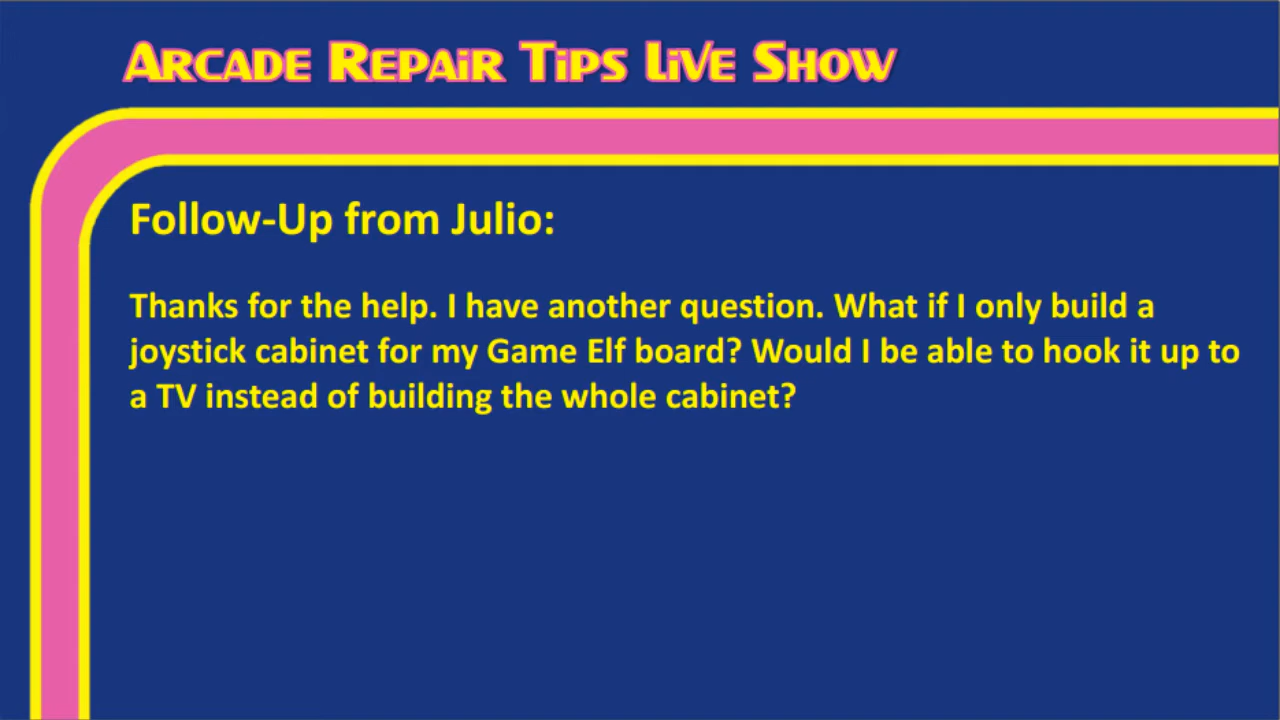 Arcade Repair Tips Live Show
Follow-Up from Julio:
Thanks for the help. I have another question. What if I only build a
joystick cabinet for my Game Elf board? Would I be able to hook it up to
a TV instead of building the whole cabinet?